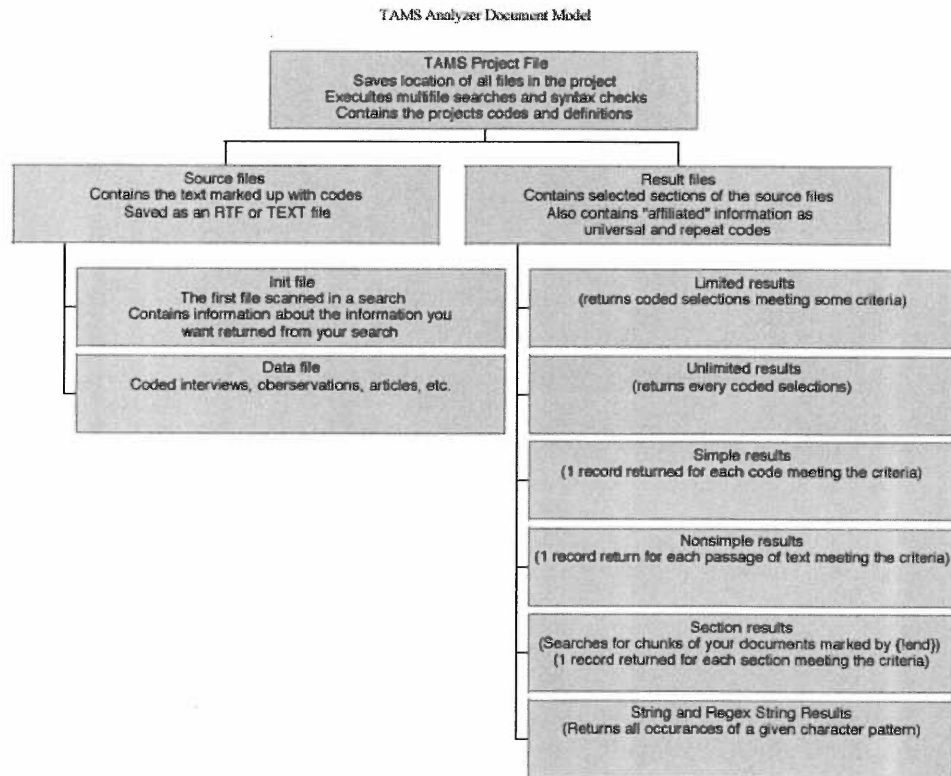 TAMS Analyzer Document Model
TAMS Project File
Saves location of all files in the project
Executes multifile searches and syntax checks
Contains the projects codes and definitions
Source files
Contains the text marked up with codes
Saved as an RTF or TEXT file
Result files
Contains selected sections of the source files
Also contains "affiliated" information as
universal and repeat codes
Init file
The first file scanned in a search
Contains information about the information you
want returned from your search
Data file
Coded interviews, oberservations, articles, etc.
Limited results
(returns coded selections meeting some criteria)
Unlimited results
(returns every coded selections)
Simple results
(1 record returned for each code meeting the criteria)
Nonsimple results
(1 record return for each passage of text meeting the criteria)
Section results
(Searches for chunks of your documents marked by {!end})
(1 record returned for each section meeting the criteria)
String and Regex String Results
(Returns all occurances of a given character pattern)